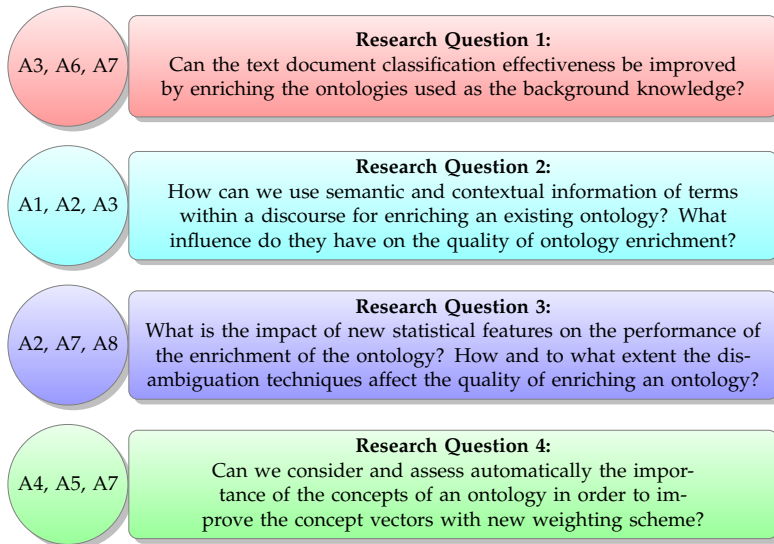 A3, A6, A7
Research Question 1:
Can the text document classification effectiveness be improved
by enriching the ontologies used as the background knowledge?
A1, A2, A3
Research Question 2:
How can we use semantic and contextual information of terms
within a discourse for enriching an existing ontology? What
influence do they have on the quality of ontology enrichment?
A2, A7, A8
Research Question 3:
What is the impact of new statistical features on the performance of
the enrichment of the ontology? How and to what extent the dis-
ambiguation techniques affect the quality of enriching an ontology?
A4, A5, A7
Research Question 4:
Can we consider and assess automatically the impor-
tance of the concepts of an ontology in order to im-
prove the concept vectors with new weighting scheme?